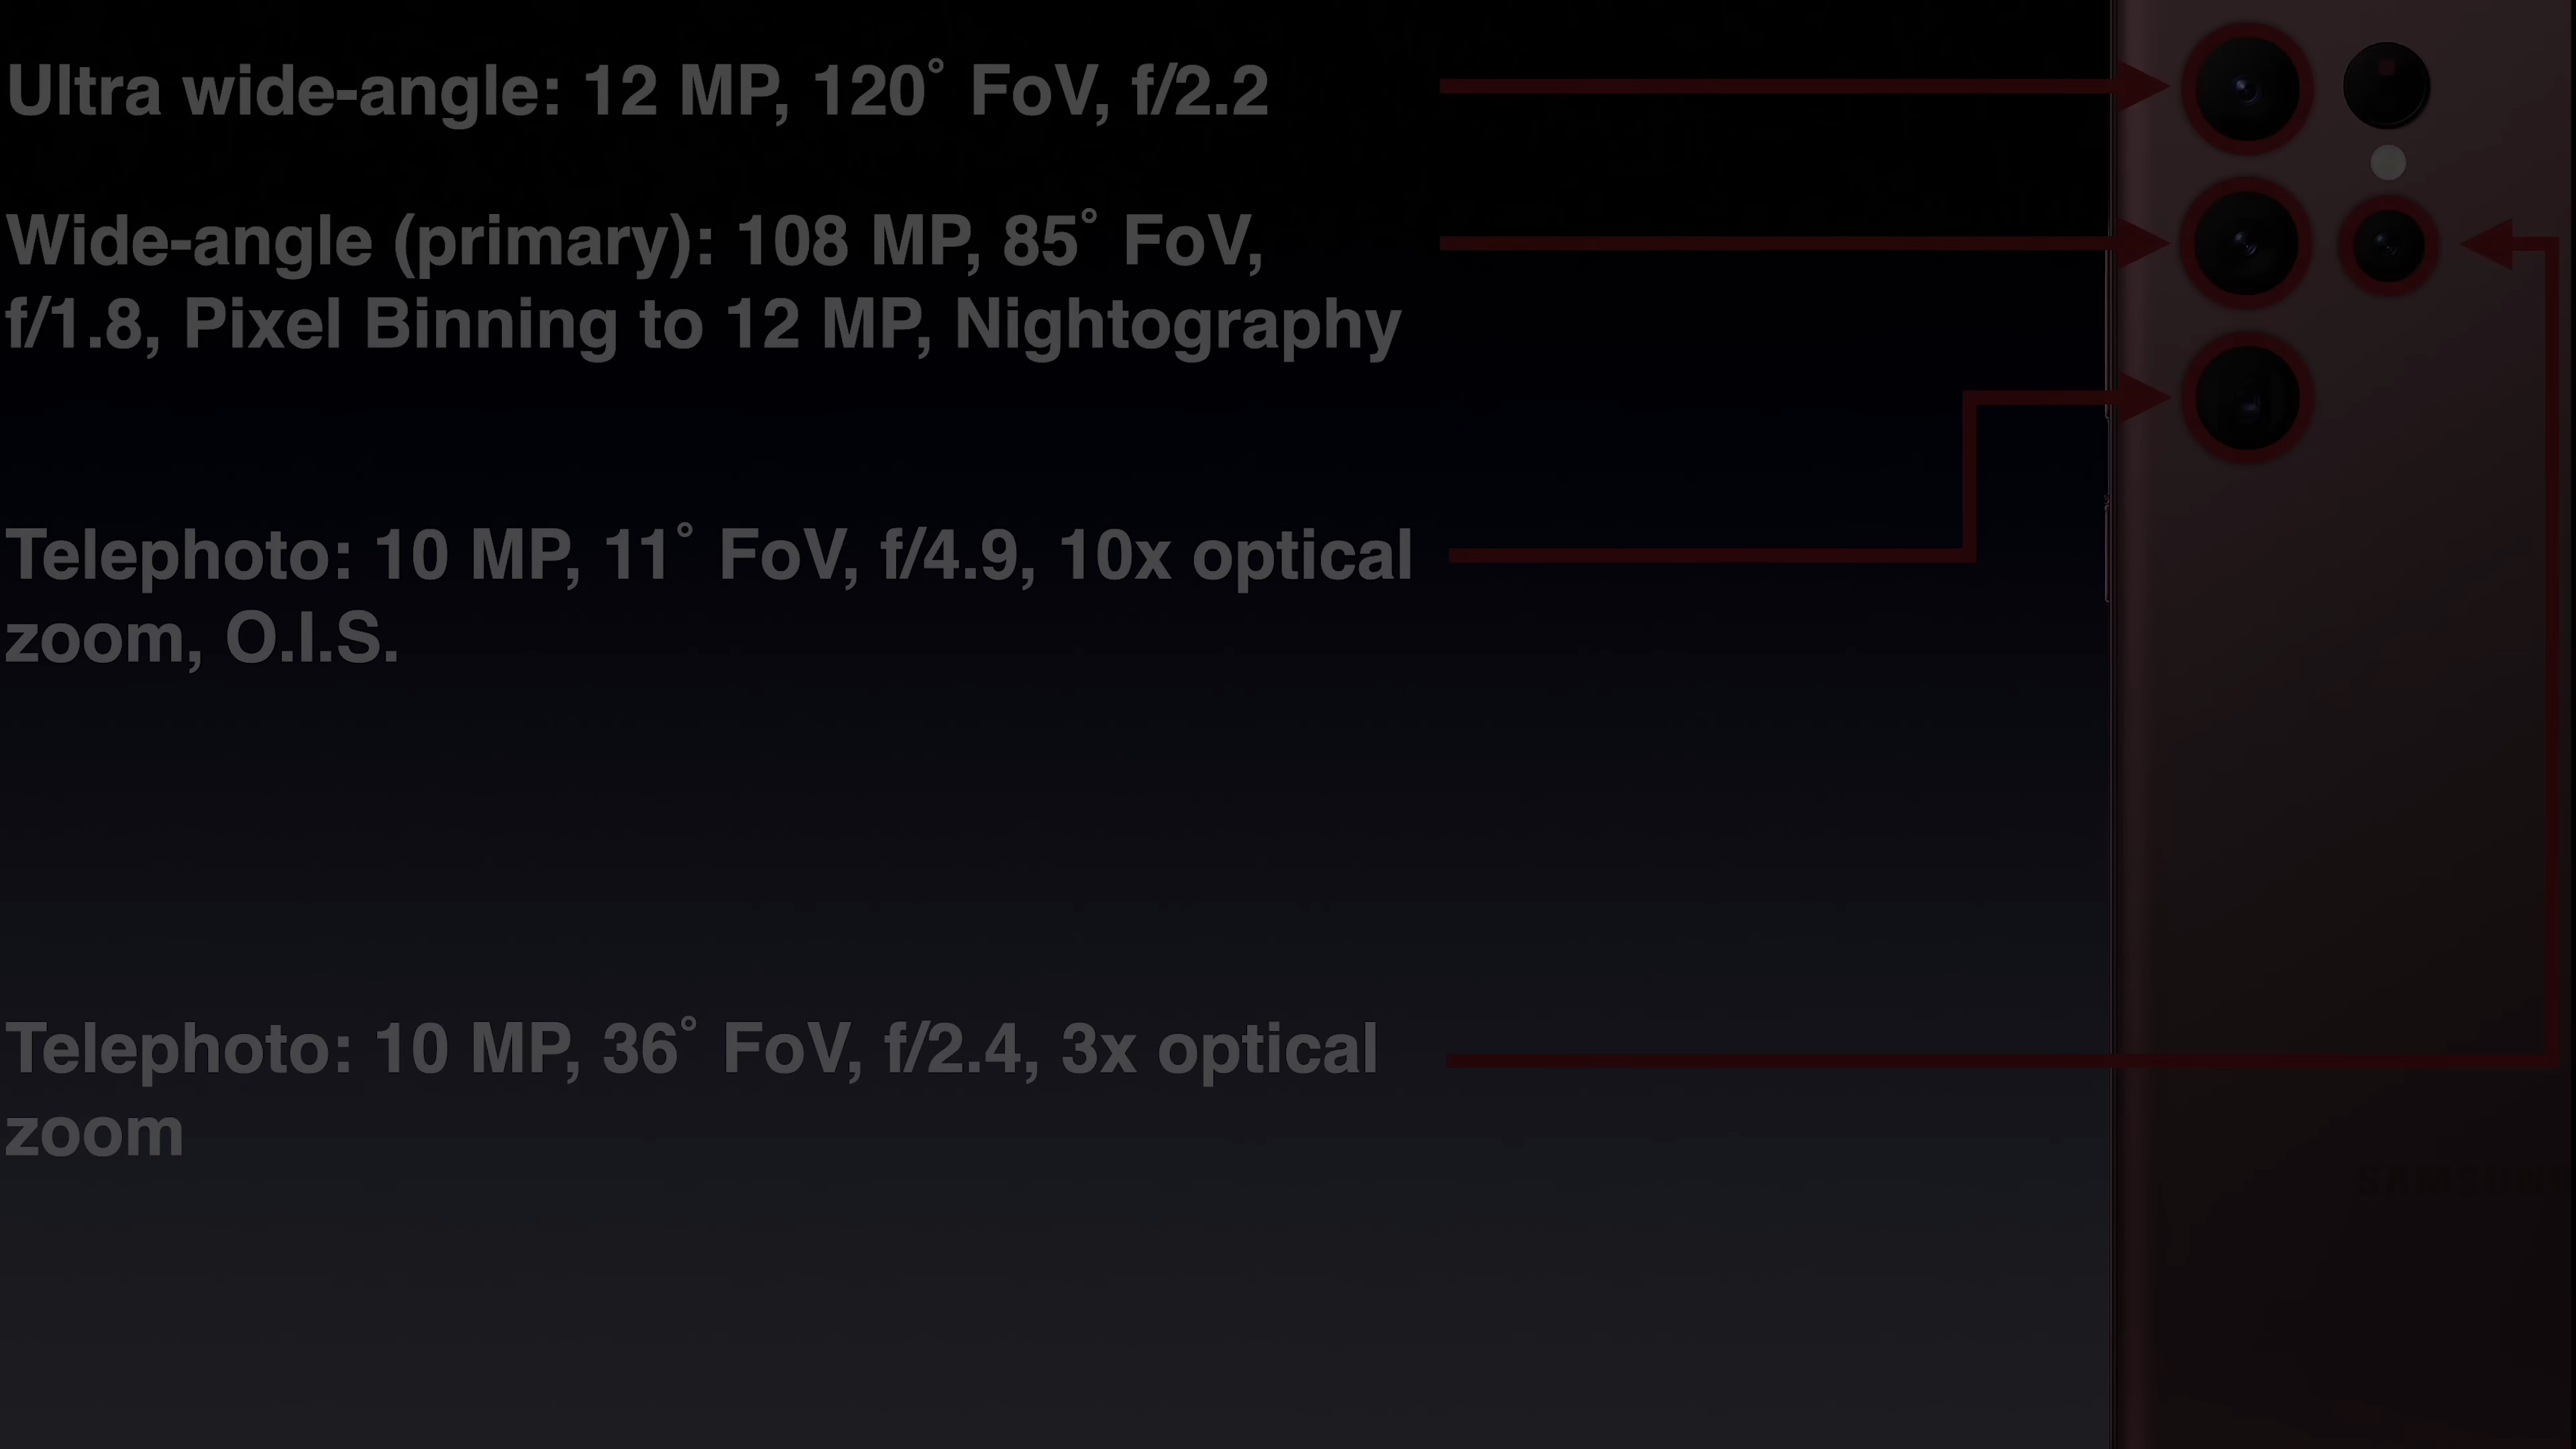 Ultra wide-angle: 12 MP, 120˚ FoV, f/2.2
Wide-angle (primary): 108 MP, 85˚ FoV,
f/1.8, Pixel Binning to 12 MP, Nightography
Telephoto: 10 MP, 11˚ FoV, f/4.9, 10x optical
zoom, O.I.S.
Telephoto: 10 MP, 36˚ FoV, f/2.4, 3x optical
zoom